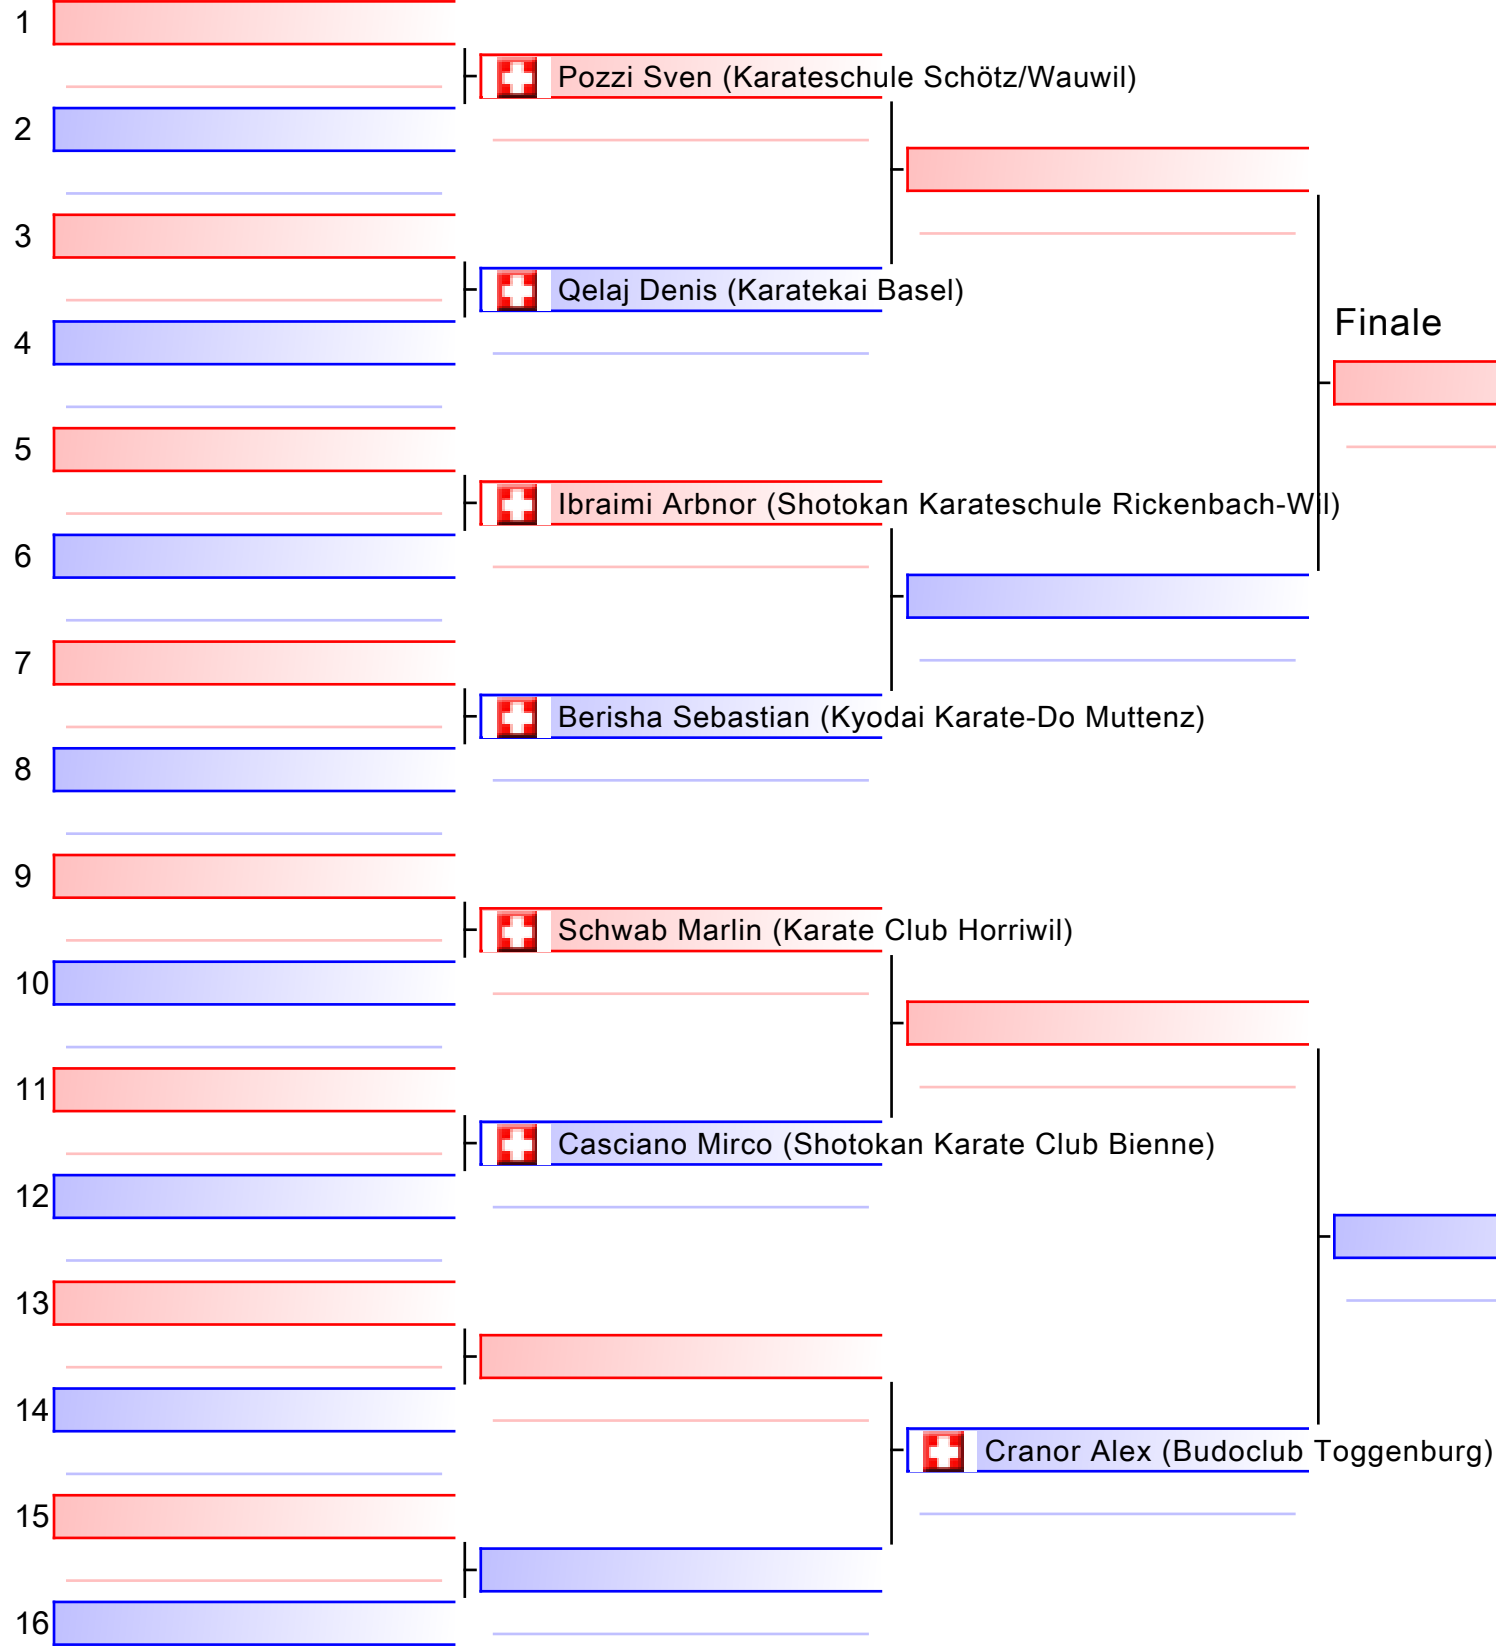 1
Pozzi Sven (Karateschule Schötz/Wauwil)
2
3
Qelaj Denis (Karatekai Basel)
Finale
4
5
Ibraimi Arbnor (Shotokan Karateschule Rickenbach-Wil)
6
7
Berisha Sebastian (Kyodai Karate-Do Muttenz)
8
9
Schwab Marlin (Karate Club Horriwil)
10
11
Casciano Mirco (Shotokan Karate Club Bienne)
12
13
14
Cranor Alex (Budoclub Toggenburg)
15
16